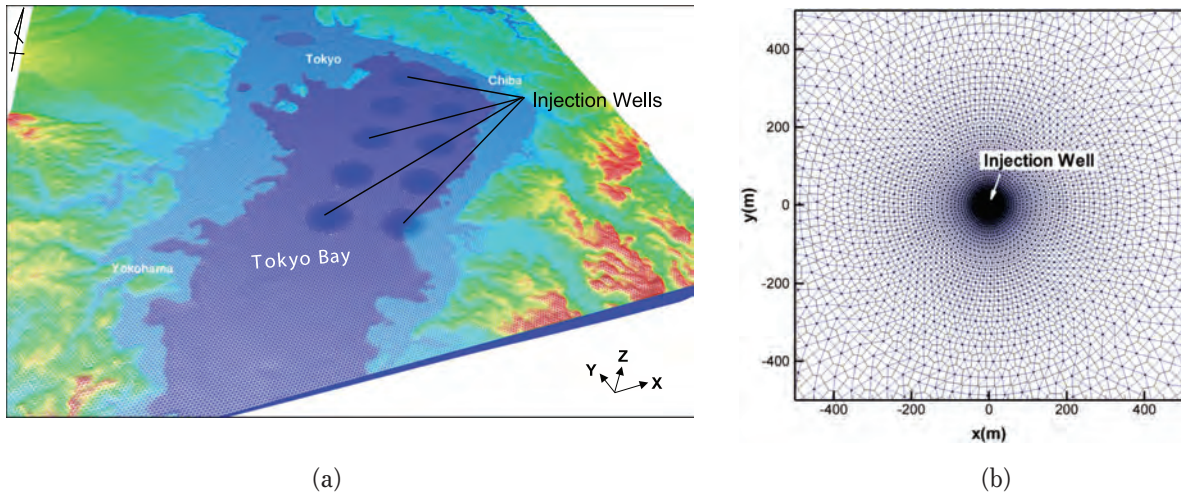 Tokyo
Chiba
Injection Wells
Tokyo Bay
Yokohama
Y
Z
X
(a)
400
200
0
-200
-400
y(m)
Injection Well
-400
-200
0
200
400
x(m)
(b)